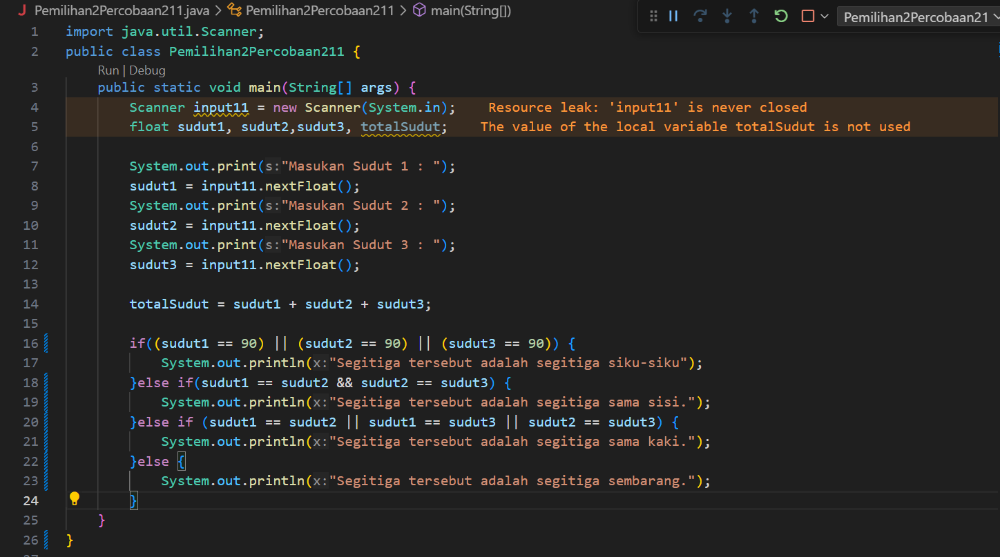 Pemilihan2Percobaan211.java > Pemilihan2Percobaan211 > main(String[])
Pemilihan2Percobaan21
1 import java.util.Scanner;
2 public class Pemilihan2Percobaan211 {
Run | Debug
3 public static void main(String[] args) {
4 Scanner input11 = new Scanner(System.in); Resource leak: 'input11' is never closed
5 float sudut1, sudut2,sudut3, totalSudut; The value of the local variable totalSudut is not used
6
7 System.out.print(s:"Masukan Sudut 1 : ");
8 sudut1 = input11.nextFloat();
9 System.out.print(s:"Masukan Sudut 2 : ");
10 sudut2 = input11.nextFloat();
11 System.out.print(s:"Masukan Sudut 3 : ");
12 sudut3 = input11.nextFloat();
13
14 totalSudut = sudut1 + sudut2 + sudut3;
15
16 if((sudut1 == 90) || (sudut2 == 90) || (sudut3 == 90)) {
17 System.out.println(x:"Segitiga tersebut adalah segitiga siku-siku");
18 }else if(sudut1 == sudut2 && sudut2 == sudut3) {
19 System.out.println(x:"Segitiga tersebut adalah segitiga sama sisi.");
20 }else if (sudut1 == sudut2 || sudut1 == sudut3 || sudut2 == sudut3) {
21 System.out.println(x:"Segitiga tersebut adalah segitiga sama kaki.");
22 }else {
23 System.out.println(x:"Segitiga tersebut adalah segitiga sembarang.");
24 }
25 }
26 }